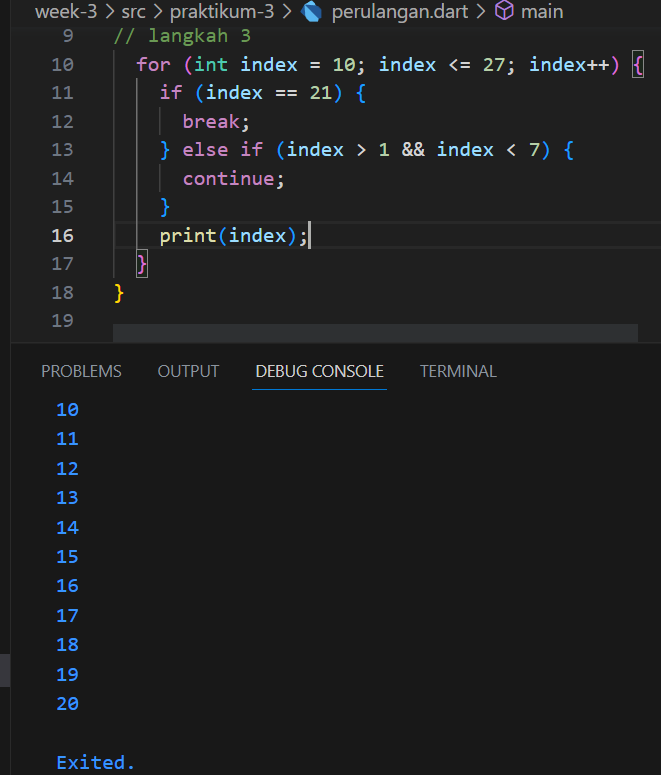 week-3 > src > praktikum-3 > perulangan.dart > main
9 // langkah 3
10 for (int index = 10; index <= 27; index++) {
11 if (index == 21) {
12 break;
13 } else if (index > 1 && index < 7) {
14 continue;
15 }
16 print(index);
17 }
18 }
19
PROBLEMS OUTPUT DEBUG CONSOLE TERMINAL
10
11
12
13
14
15
16
17
18
19
20
Exited.